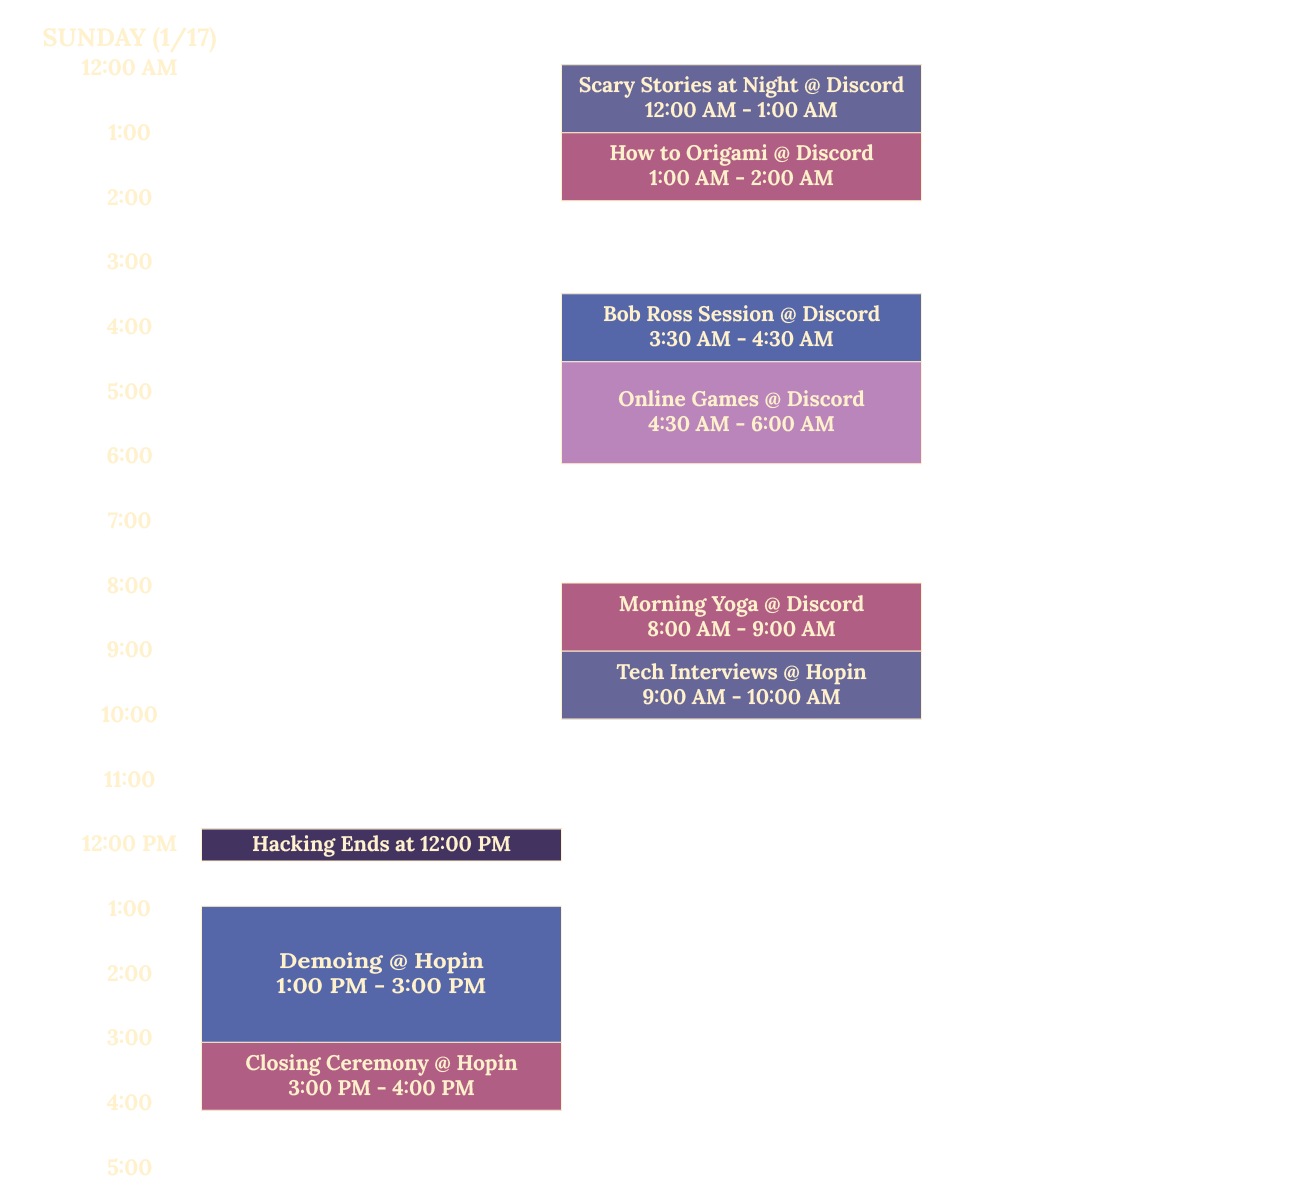 SUNDAY (1/17)
12:00 AM
Scary Stories at Night @ Discord
12:00 AM - 1:00 AM
1:00
How to Origami @ Discord
1:00 AM - 2:00 AM
2:00
3:00
Bob Ross Session @ Discord
3:30 AM - 4:30 AM
4:00
5:00
Online Games @ Discord
4:30 AM - 6:00 AM
6:00
7:00
8:00
Morning Yoga @ Discord
8:00 AM - 9:00 AM
9:00
Tech Interviews @ Hopin
9:00 AM - 10:00 AM
10:00
11:00
12:00 PM
Hacking Ends at 12:00 PM
1:00
Demoing @ Hopin
1:00 PM - 3:00 PM
2:00
3:00
Closing Ceremony @ Hopin
3:00 PM - 4:00 PM
4:00
5:00